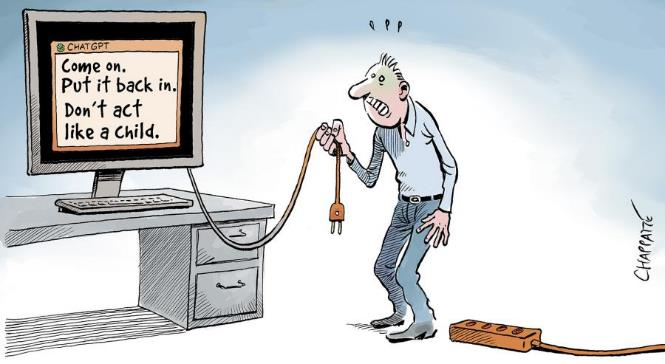 CHATGPT
Come on.
Put it back in.
Don't act
like a child.
CHAPPATTE